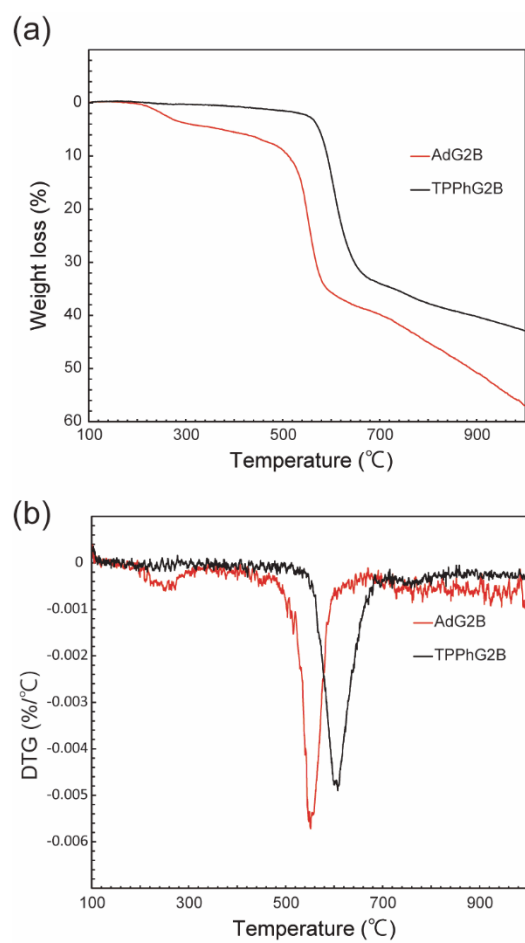 (a)
0
10
20
30
40
50
60
Weight loss (%)
AdG2B
TPPhG2B
100 300 500 700 900
Temperature (℃)
(b)
0
-0.001
-0.002
-0.003
-0.004
-0.005
-0.006
DTG (%/℃)
AdG2B
TPPhG2B
100 300 500 700 900
Temperature (℃)